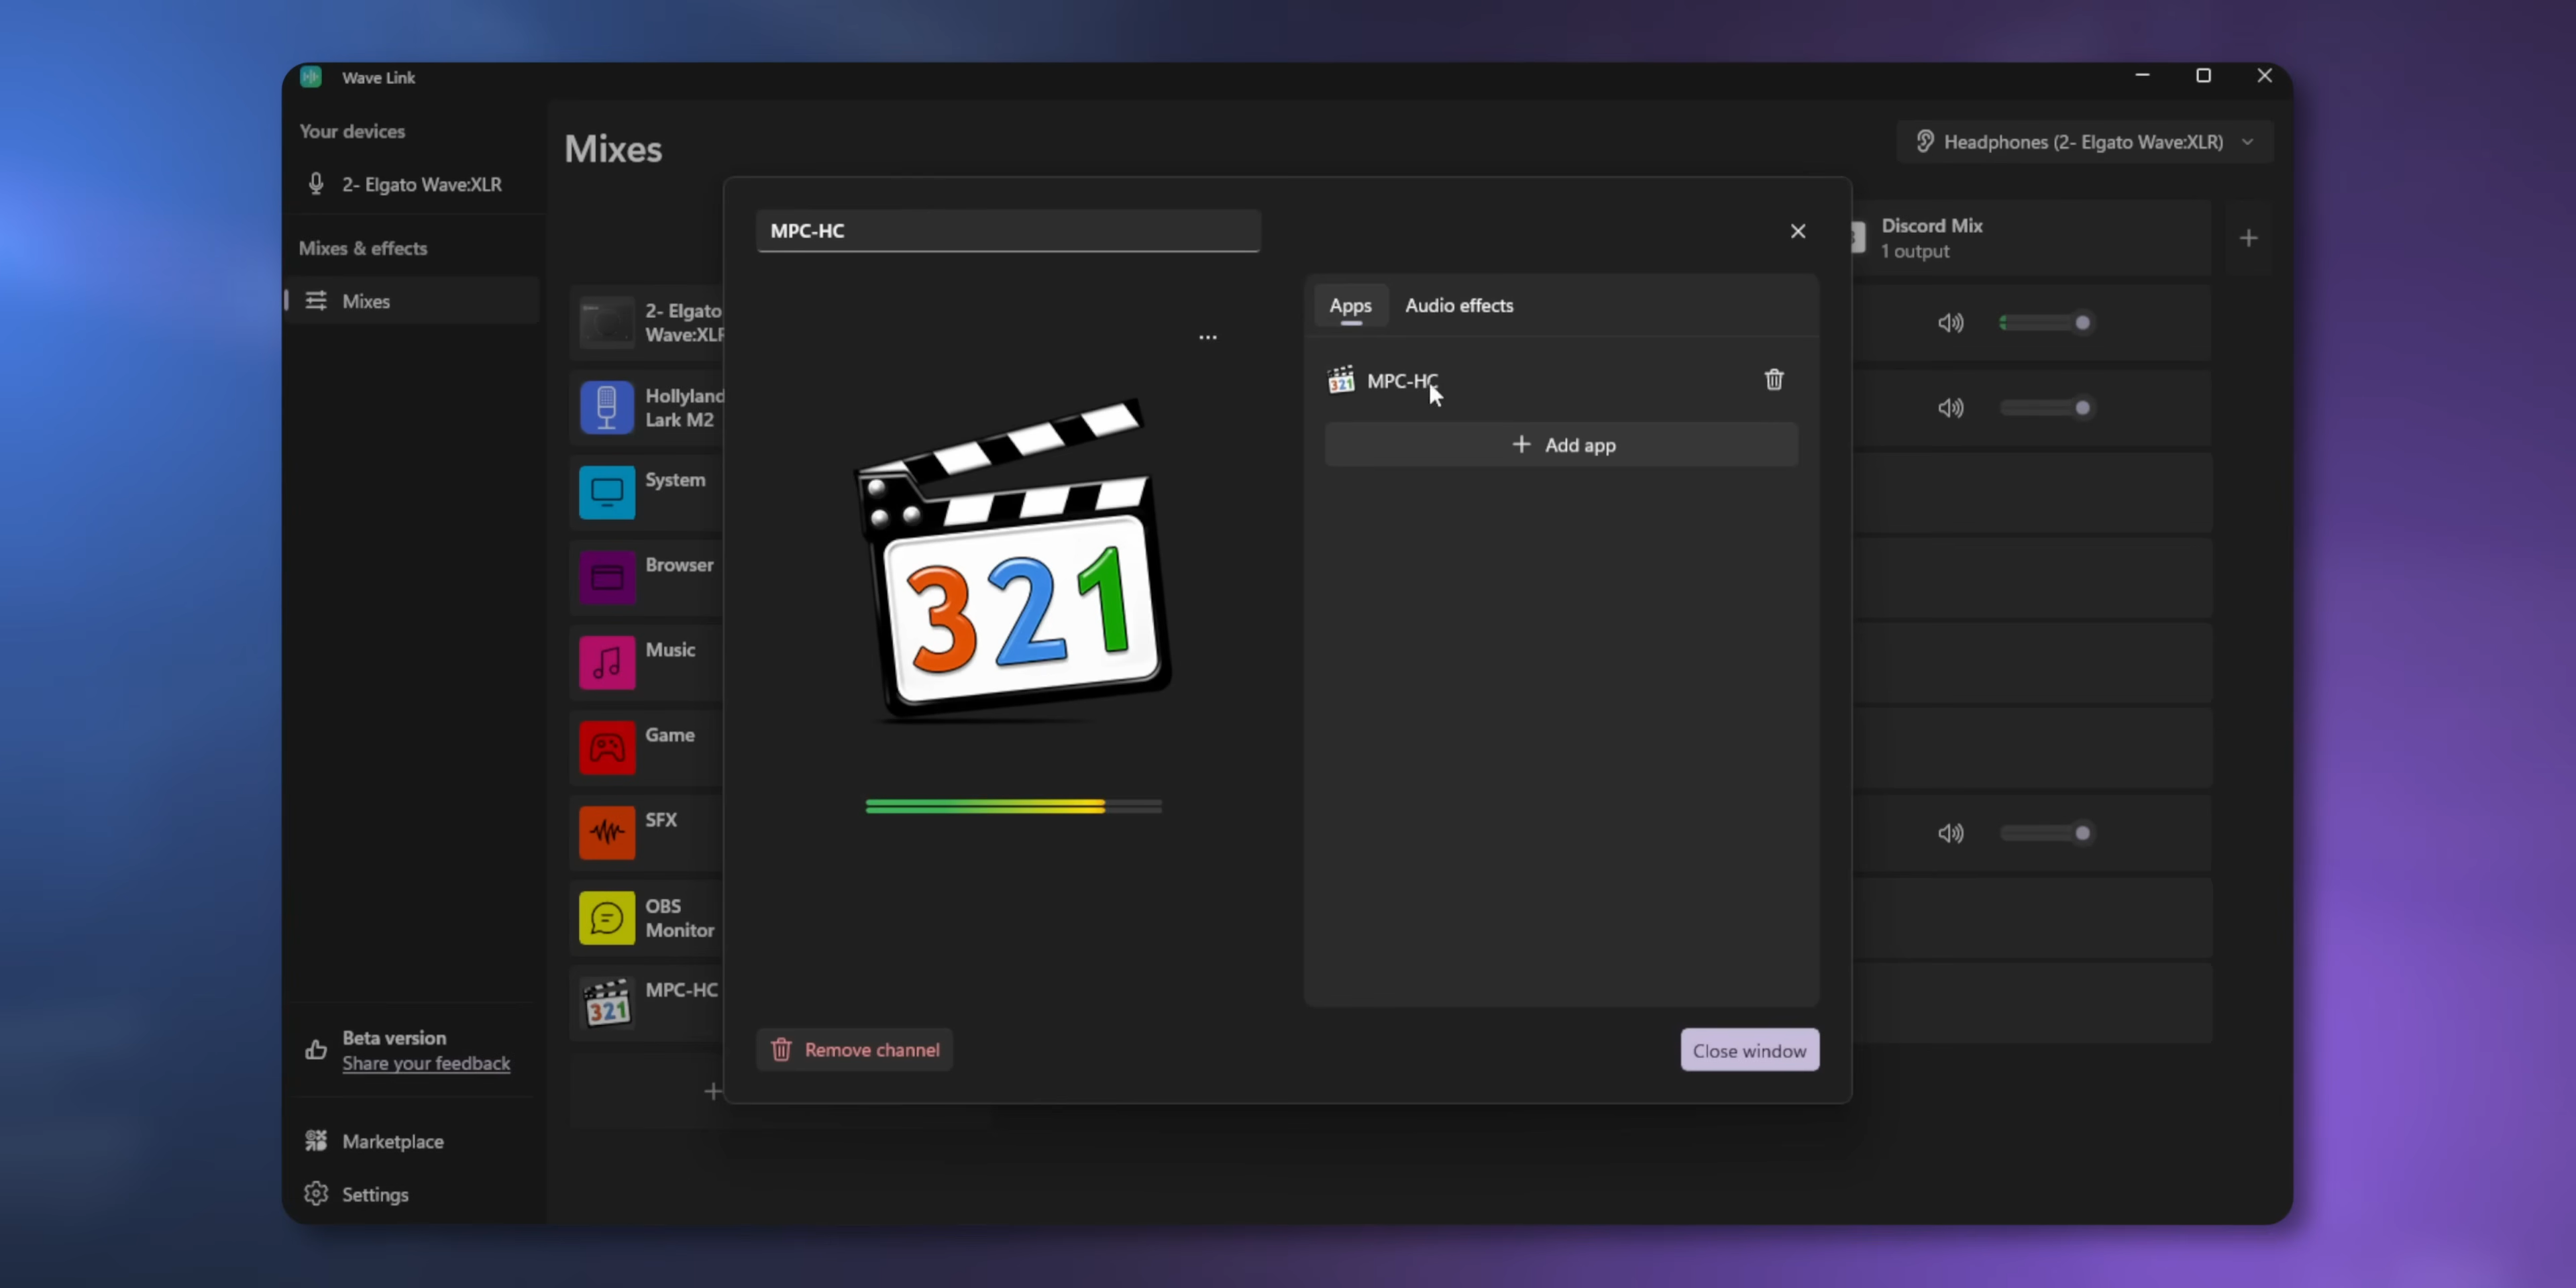 Wave Link
Your devices
2- Elgato Wave:XLR
Mixes & effects
Mixes
Beta version
Share your feedback
Marketplace
Settings
Mixes
Headphones (2- Elgato Wave:XLR)
Discord Mix
1 output
2- Elgato
Wave:XLR
Hollyland
Lark M2
System
Browser
Music
Game
SFX
OBS
Monitor
321
MPC-HC
MPC-HC
321
Apps
Audio effects
321
MPC-HC
Add app
Remove channel
Close window